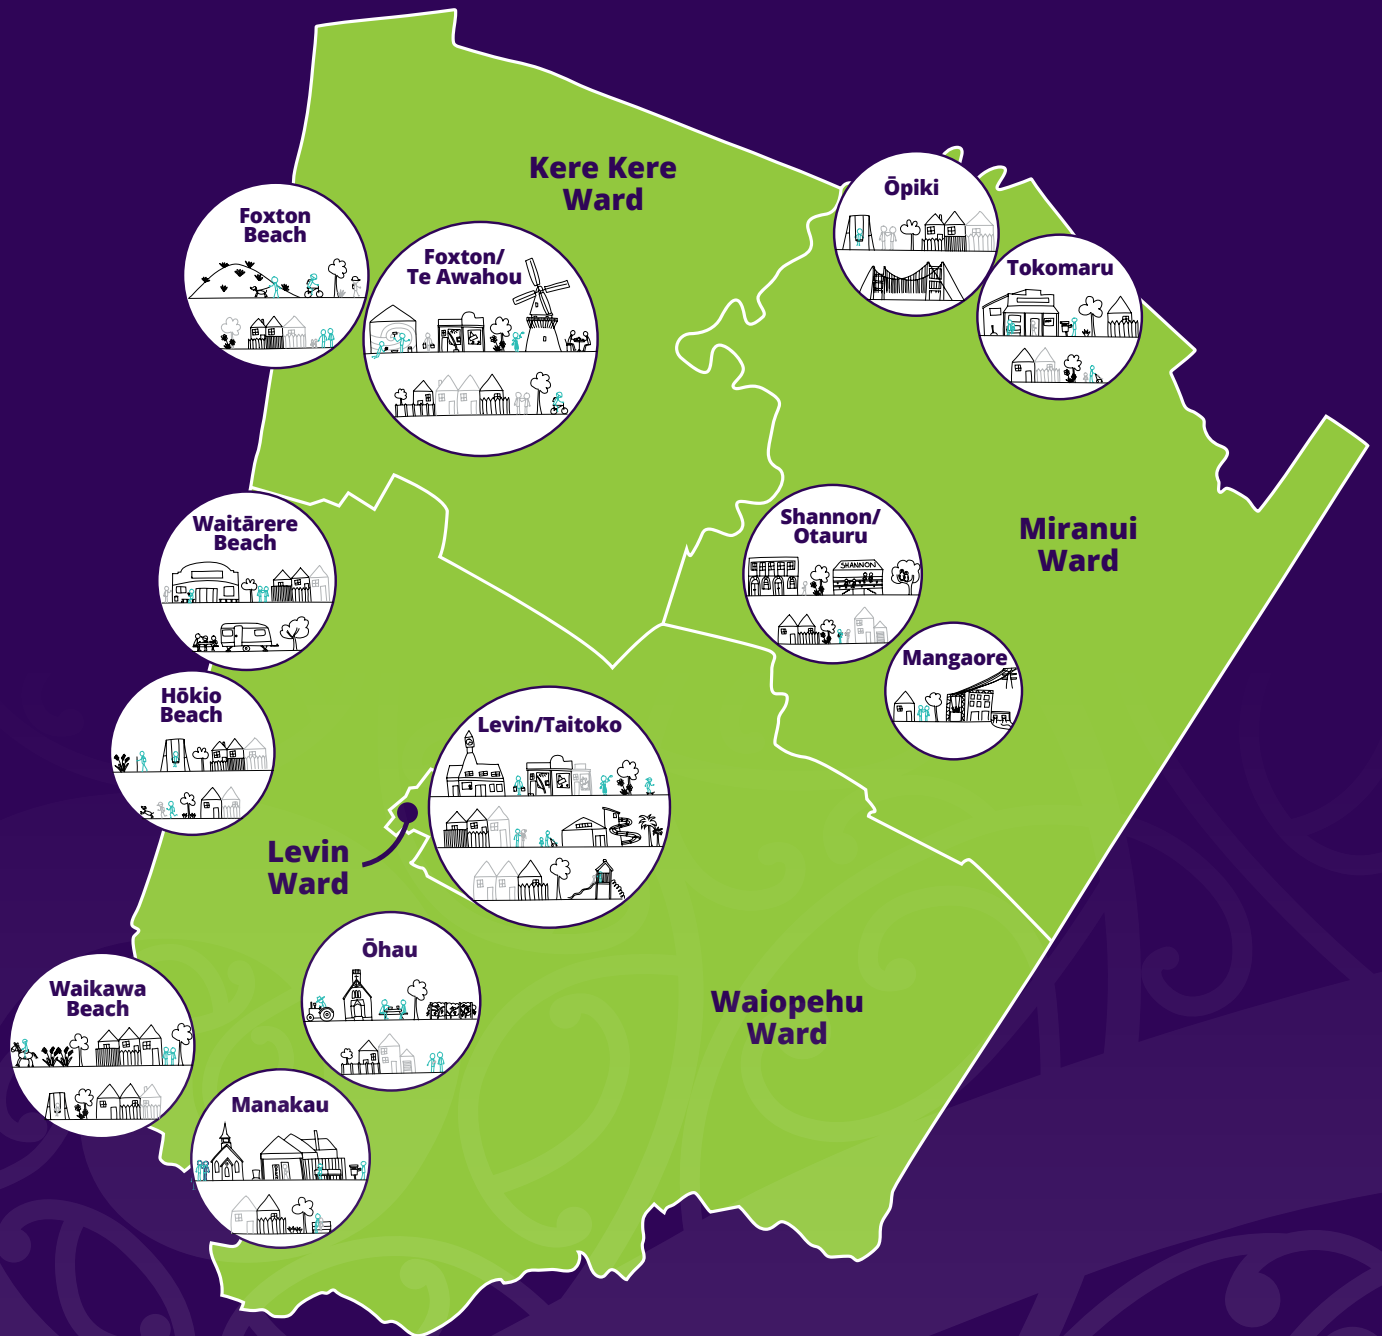 Kere Kere
Ward
Ōpiki
Foxton
Beach
Foxton/
Te Awahou
Tokomaru
Waitārere
Beach
Shannon/
Otauru
SHANNON
Miranui
Ward
Mangaore
Hōkio
Beach
Levin/Taitoko
Levin
Ward
Ōhau
Waikawa
Beach
Waiopehu
Ward
Manakau